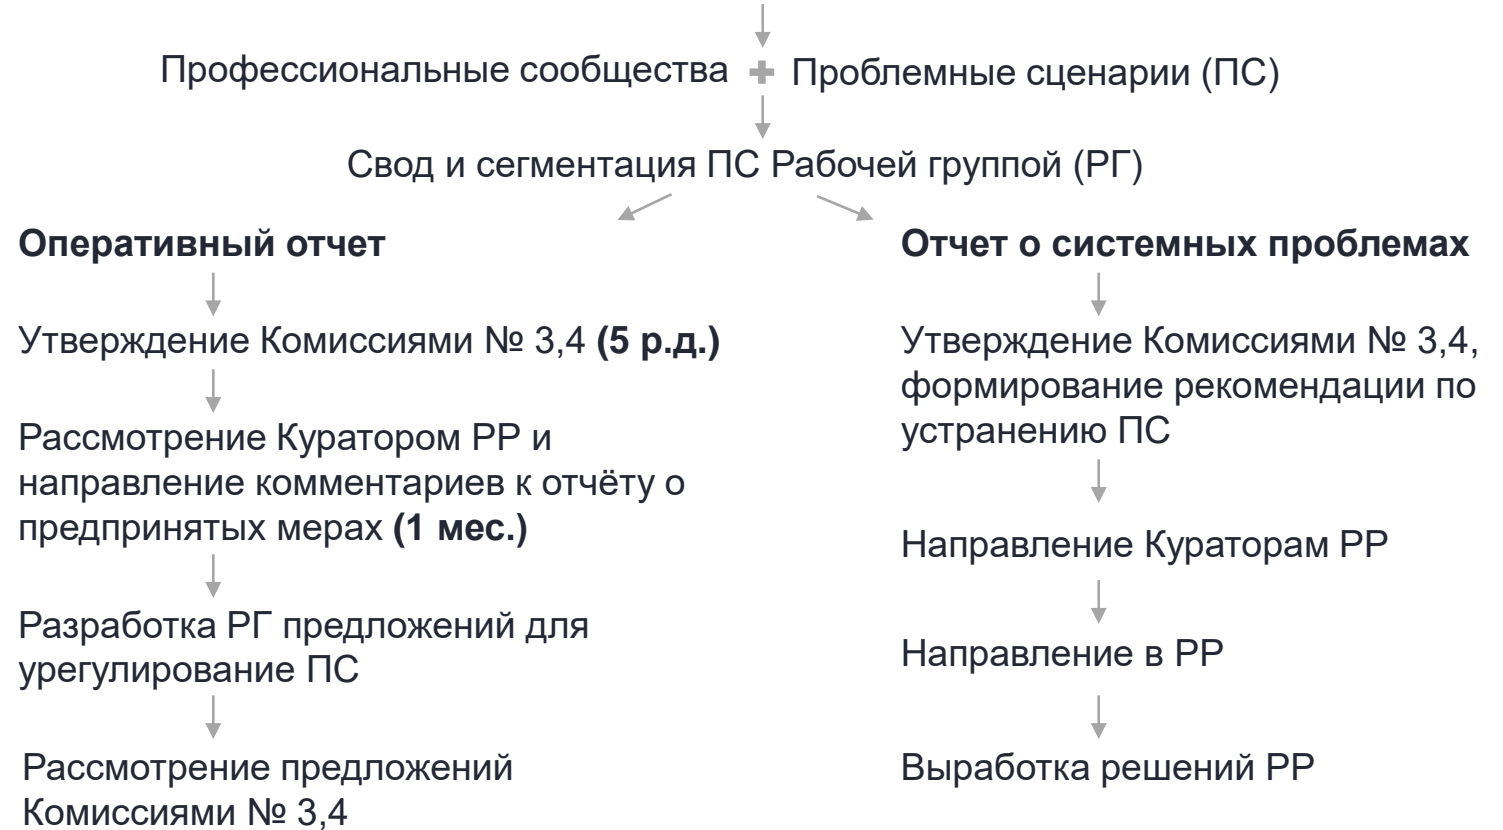 Профессиональные сообщества + Проблемные сценарии (ПС)
Свод и сегментация ПС Рабочей группой (РГ)
Оперативный отчет
Утверждение Комиссиями № 3,4 (5 р.д.)
Рассмотрение Куратором РР и
направление комментариев к отчёту о
предпринятых мерах (1 мес.)
Разработка РГ предложений для
урегулирование ПС
Рассмотрение предложений
Комиссиями № 3,4
Отчет о системных проблемах
Утверждение Комиссиями № 3,4,
формирование рекомендации по
устранению ПС
Направление Кураторам РР
Направление в РР
Выработка решений РР